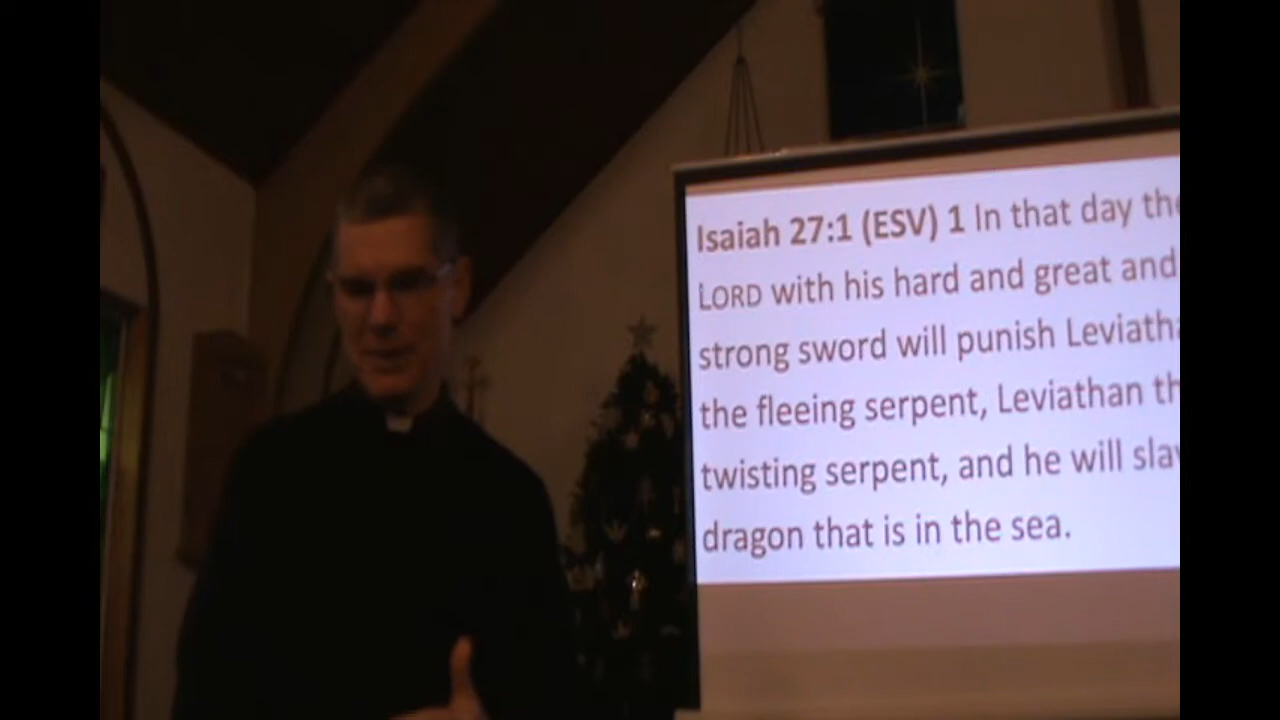 Isaiah 27:1 (ESV) 1 In that day the
LORD with his hard and great and
strong sword will punish
the fleeing serpent, Leviathan
twisting serpent, and he will
dragon that is in the sea.